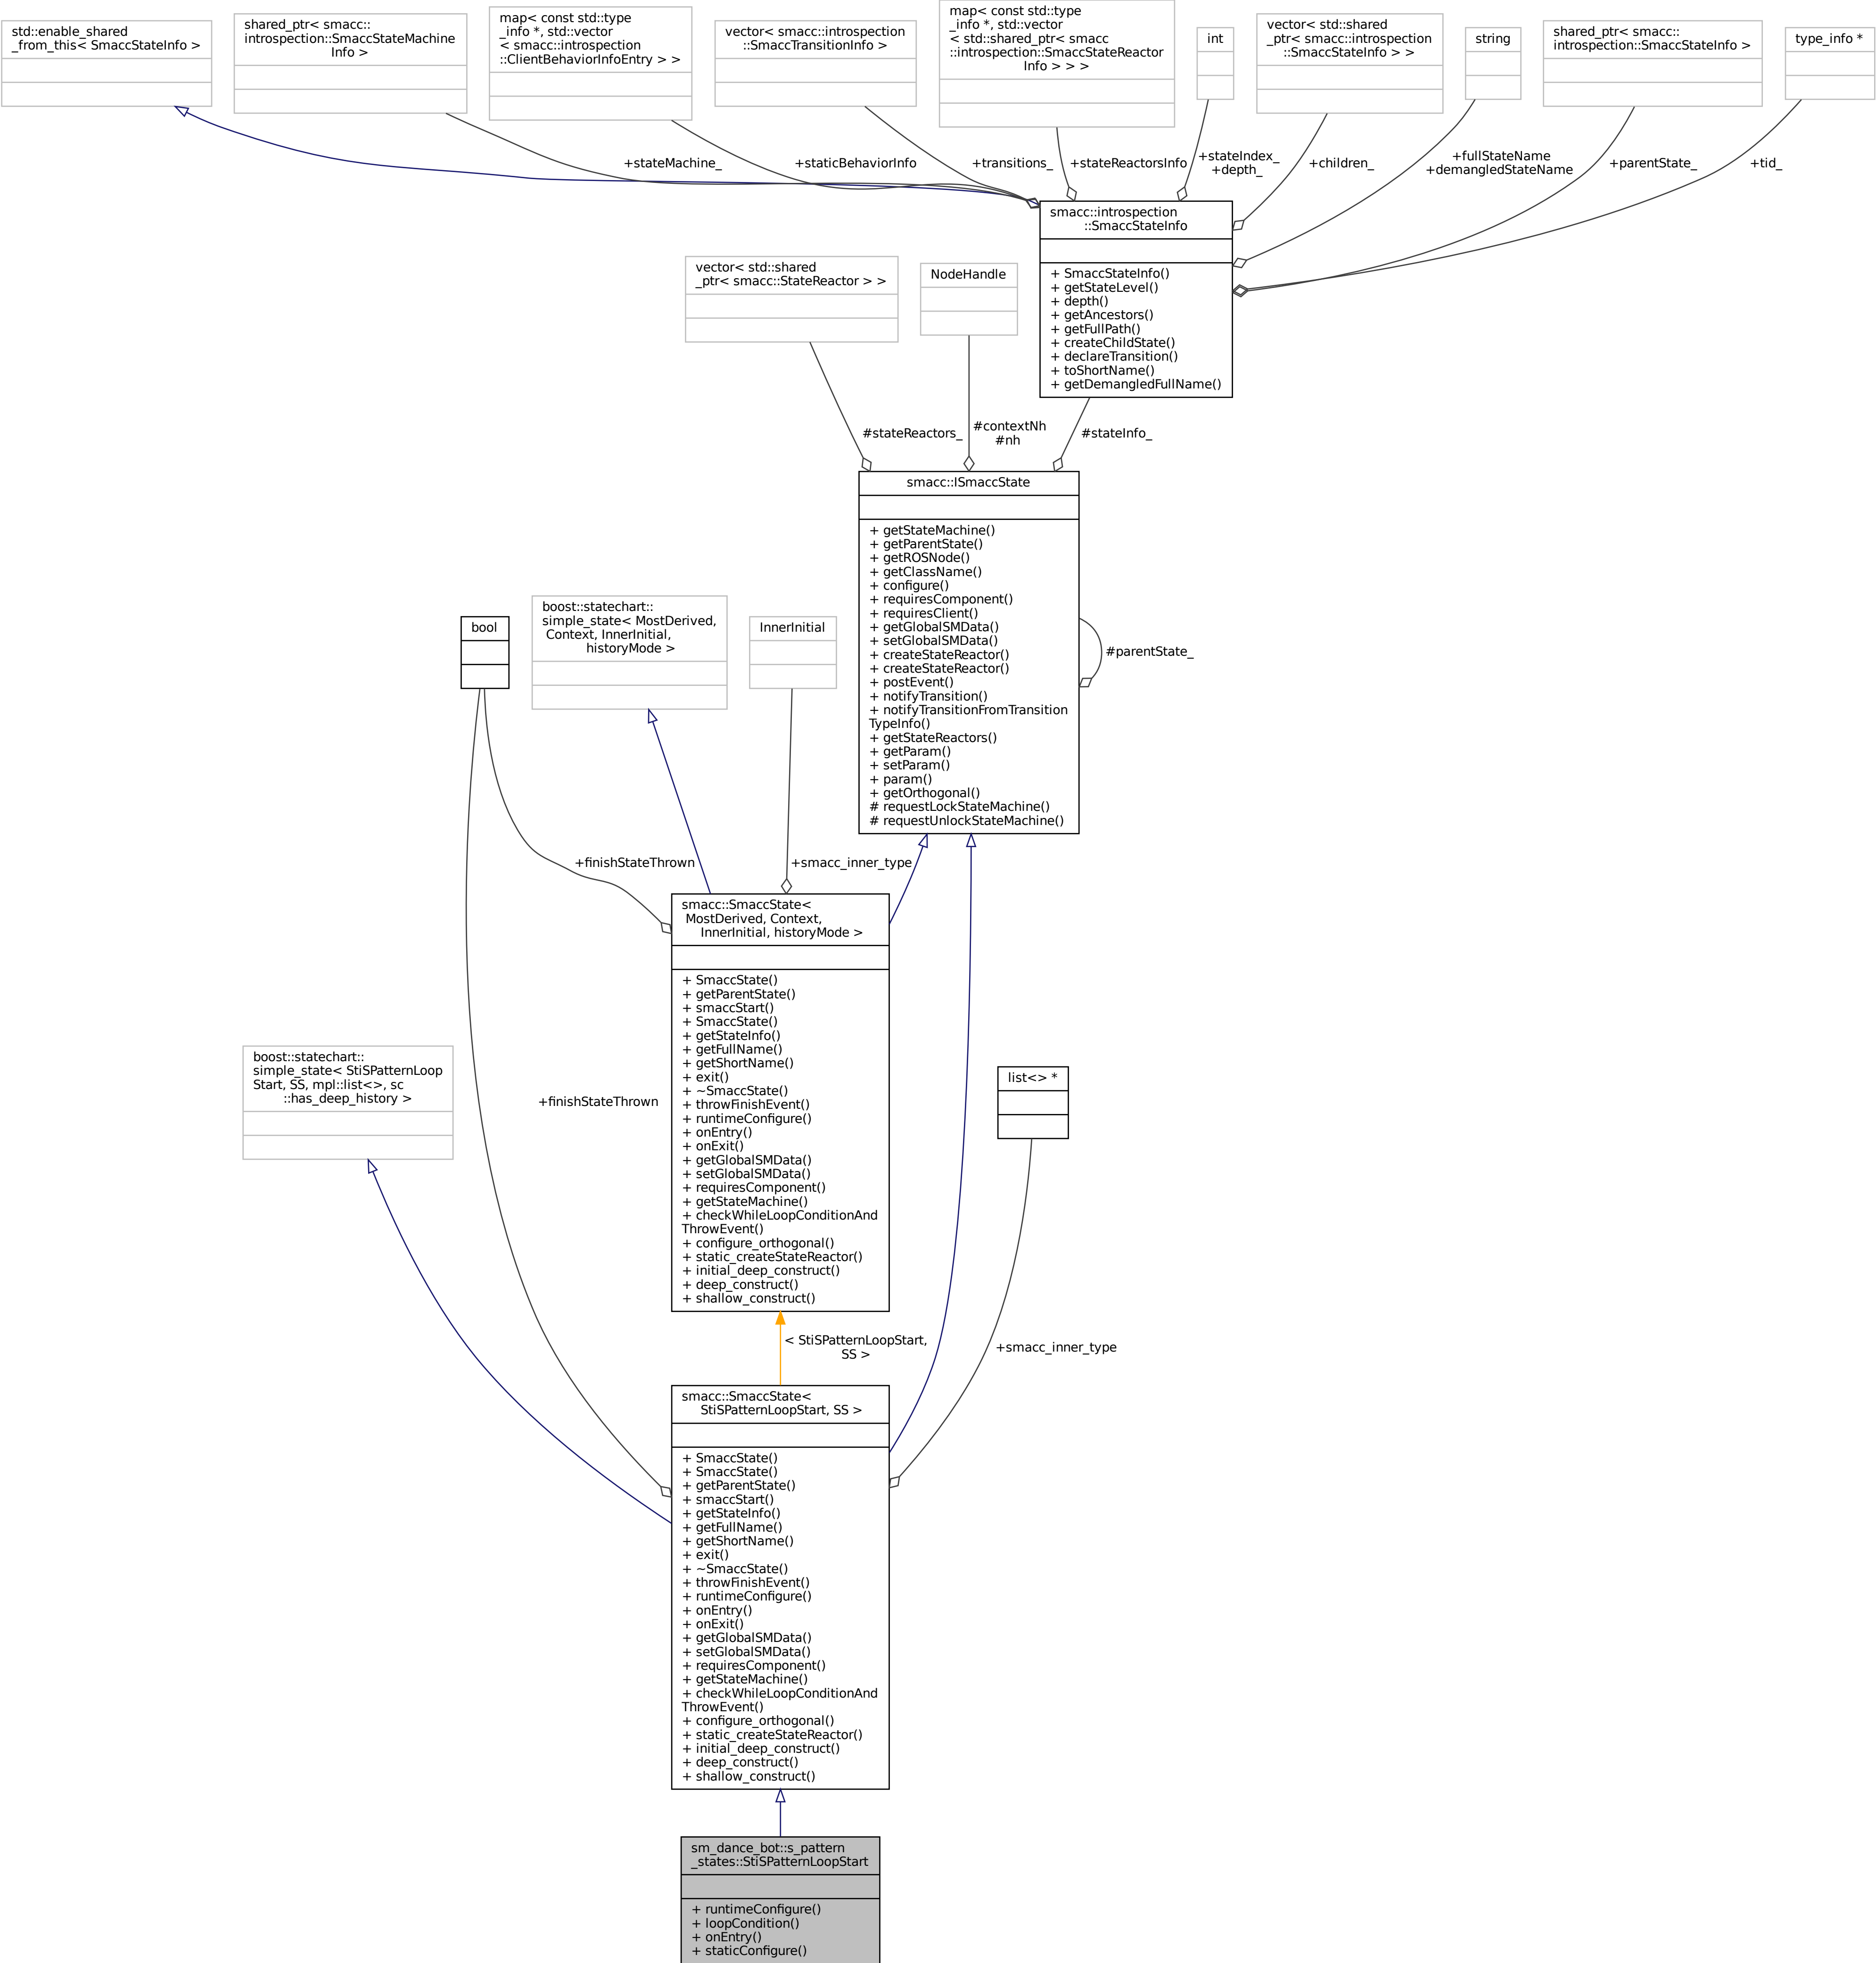 std::enable_shared
_from_this< SmaccStateInfo >
shared_ptr< smacc::
introspection::SmaccStateMachine
Info >
map< const std::type
_info *, std::vector
< smacc::introspection
::ClientBehaviorInfoEntry > >
vector< smacc::introspection
::SmaccTransitionInfo >
map< const std::type
_info *, std::vector
< std::shared_ptr< smacc
::introspection::SmaccStateReactor
Info > > >
int
vector< std::shared
_ptr< smacc::introspection
::SmaccStateInfo > >
string
shared_ptr< smacc::
introspection::SmaccStateInfo >
type_info *
+stateMachine_
+staticBehaviorInfo
+transitions_
+stateReactorsInfo
+stateIndex_
+depth_
+children_
+fullStateName
+demangledStateName
+parentState_
+tid_
smacc::introspection
::SmaccStateInfo
+ SmaccStateInfo()
+ getStateLevel()
+ depth()
+ getAncestors()
+ getFullPath()
+ createChildState()
+ declareTransition()
+ toShortName()
+ getDemangledFullName()
vector< std::shared
_ptr< smacc::StateReactor > >
NodeHandle
#stateReactors_
#contextNh
#nh
#stateInfo_
smacc::ISmaccState
+ getStateMachine()
+ getParentState()
+ getROSNode()
+ getClassName()
+ configure()
+ requiresComponent()
+ requiresClient()
+ getGlobalSMData()
+ setGlobalSMData()
+ createStateReactor()
+ createStateReactor()
+ postEvent()
+ notifyTransition()
+ notifyTransitionFromTransition
TypeInfo()
+ getStateReactors()
+ getParam()
+ setParam()
+ param()
+ getOrthogonal()
# requestLockStateMachine()
# requestUnlockStateMachine()
#parentState_
bool
boost::statechart::
simple_state< MostDerived,
Context, InnerInitial,
historyMode >
InnerInitial
+finishStateThrown
+smacc_inner_type
smacc::SmaccState<
MostDerived, Context,
InnerInitial, historyMode >
+ SmaccState()
+ getParentState()
+ smaccStart()
+ SmaccState()
+ getStateInfo()
+ getFullName()
+ getShortName()
+ exit()
+ ~SmaccState()
+ throwFinishEvent()
+ runtimeConfigure()
+ onEntry()
+ onExit()
+ getGlobalSMData()
+ setGlobalSMData()
+ requiresComponent()
+ getStateMachine()
+ checkWhileLoopConditionAnd
ThrowEvent()
+ configure_orthogonal()
+ static_createStateReactor()
+ initial_deep_construct()
+ deep_construct()
+ shallow_construct()
boost::statechart::
simple_state< StiSPatternLoop
Start, SS, mpl::list<>, sc
::has_deep_history >
+finishStateThrown
list<> *
< StiSPatternLoopStart,
SS >
+smacc_inner_type
smacc::SmaccState<
StiSPatternLoopStart, SS >
+ SmaccState()
+ SmaccState()
+ getParentState()
+ smaccStart()
+ getStateInfo()
+ getFullName()
+ getShortName()
+ exit()
+ ~SmaccState()
+ throwFinishEvent()
+ runtimeConfigure()
+ onEntry()
+ onExit()
+ getGlobalSMData()
+ setGlobalSMData()
+ requiresComponent()
+ getStateMachine()
+ checkWhileLoopConditionAnd
ThrowEvent()
+ configure_orthogonal()
+ static_createStateReactor()
+ initial_deep_construct()
+ deep_construct()
+ shallow_construct()
sm_dance_bot::s_pattern
_states::StiSPatternLoopStart
+ runtimeConfigure()
+ loopCondition()
+ onEntry()
+ staticConfigure()